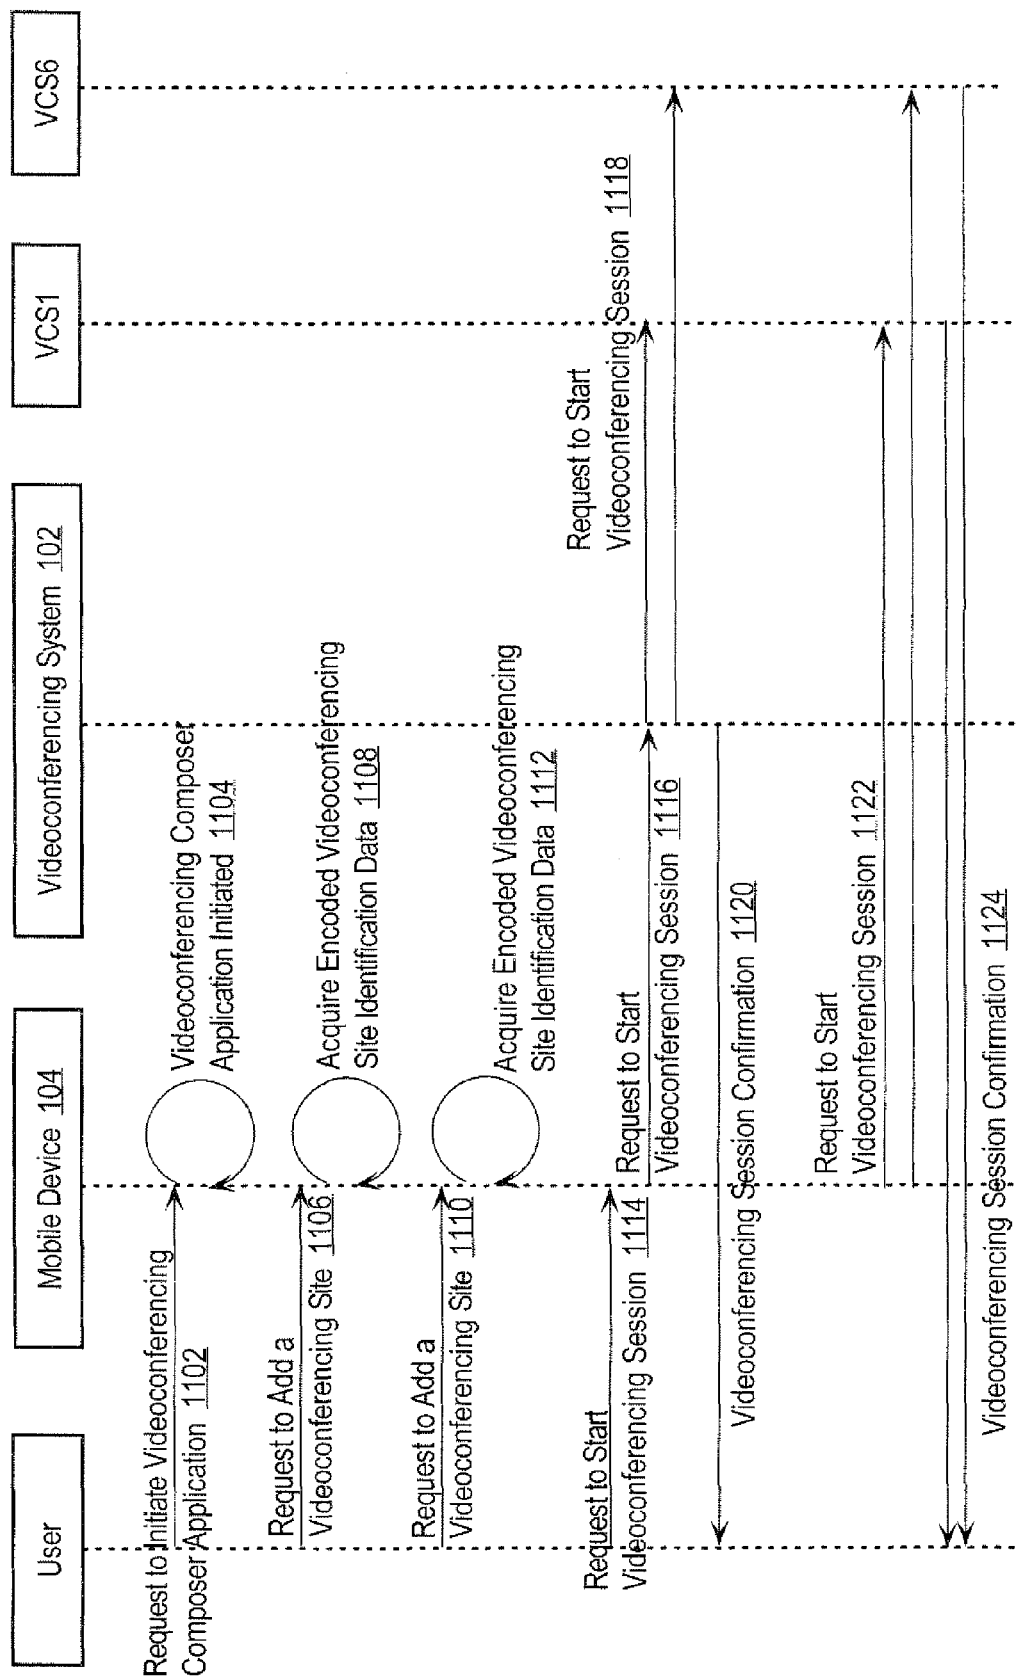 User
Mobile Device 104
Videoconferencing System 102
VCS1
VCS6
Request to Initiate Videoconferencing
Composer Application 1102
Videoconferencing Composer
Application Initiated 1104
Request to Add a
Videoconferencing Site 1106
Acquire Encoded Videoconferencing
Site Identification Data 1108
Request to Add a
Videoconferencing Site 1110
Acquire Encoded Videoconferencing
Site Identification Data 1112
Request to Start
Videoconferencing Session 1114
Request to Start
Videoconferencing Session 1116
Request to Start
Videoconferencing Session 1118
Videoconferencing Session Confirmation 1120
Request to Start
Videoconferencing Session 1122
Videoconferencing Session Confirmation 1124